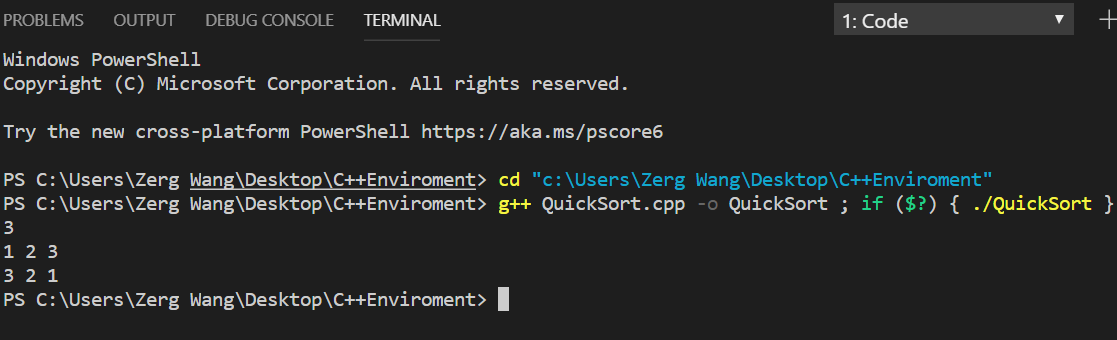 PROBLEMS OUTPUT DEBUG CONSOLE TERMINAL 1: Code
Windows PowerShell
Copyright (C) Microsoft Corporation. All rights reserved.
Try the new cross-platform PowerShell https://aka.ms/pscore6
PS C:\Users\Zerg Wang\Desktop\C++Enviroment> cd "c:\Users\Zerg Wang\Desktop\C++Enviroment"
PS C:\Users\Zerg Wang\Desktop\C++Enviroment> g++ QuickSort.cpp -o QuickSort ; if ($?) { ./QuickSort }
3
1 2 3
3 2 1
PS C:\Users\Zerg Wang\Desktop\C++Enviroment>